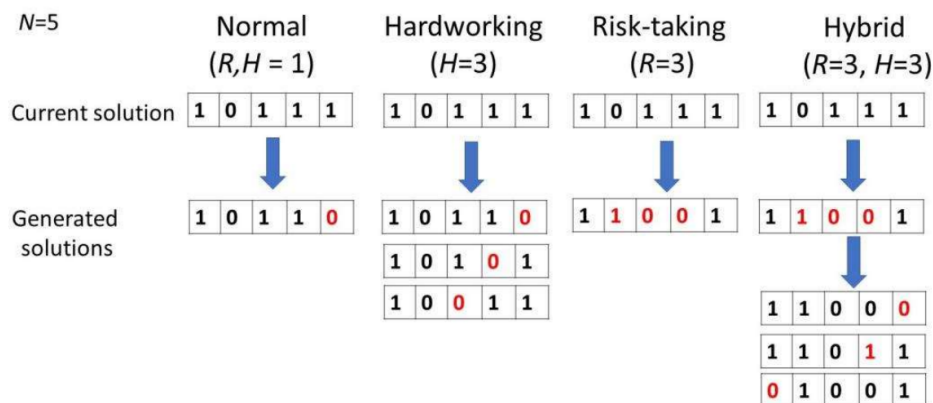 N=5
Normal Hardworking Risk-taking Hybrid
(R,H = 1) (H=3) (R=3) (R=3, H=3)
Current solution 1 0 1 1 1 1 0 1 1 1 1 0 1 1 1 1 0 1 1 1
Generated solutions 1 0 1 1 0 1 0 1 1 0 1 1 0 0 1 1 1 0 0 1
1 0 1 0 1
1 0 0 1 1
1 1 0 0 0
1 1 0 1 1
0 1 0 0 1